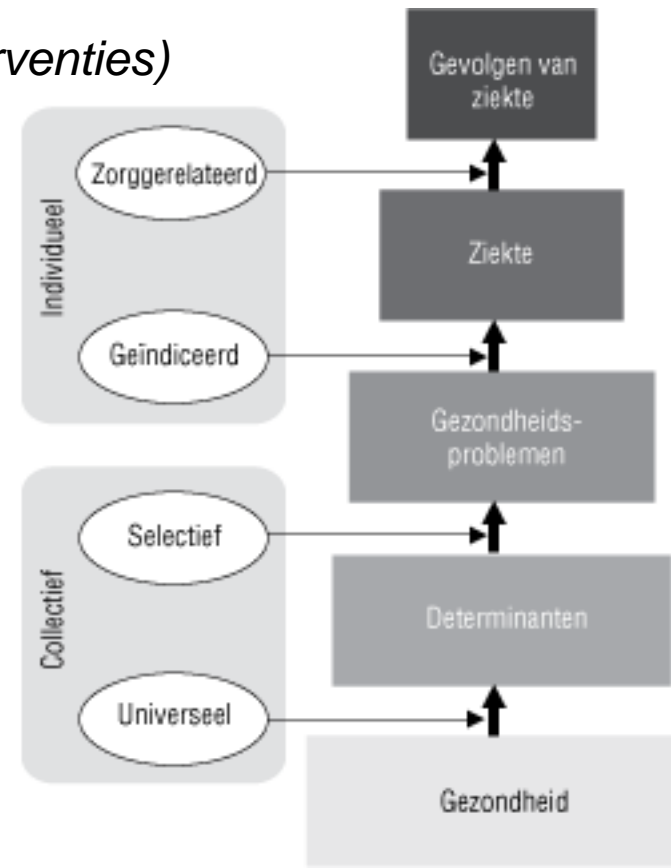 rventies)
Gevolgen van
ziekte
Individueel
Zorggerelateerd
Ziekte
Geïndiceerd
Gezondheids-
problemen
Collectief
Selectief
Determinanten
Universeel
Gezondheid